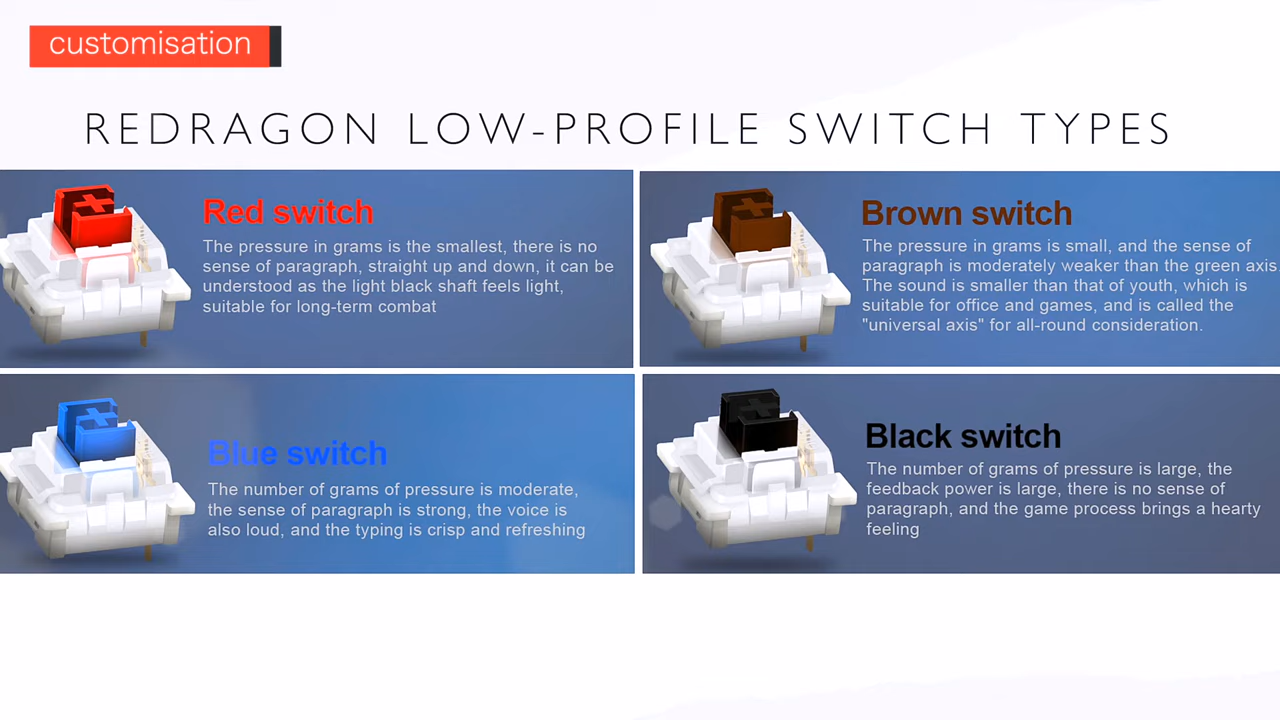 customisation
REDRAGON LOW-PROFILE SWITCH TYPES
Red switch
The pressure in grams is the smallest, there is no
sense of paragraph, straight up and down, it can be
understood as the light black shaft feels light,
suitable for long-term combat
Brown switch
The pressure in grams is small, and the sense of
paragraph is moderately weaker than the green axis.
The sound is smaller than that of youth, which is
suitable for office and games, and is called the
"universal axis" for all-round consideration.
Blue switch
The number of grams of pressure is moderate,
the sense of paragraph is strong, the voice is
also loud, and the typing is crisp and refreshing
Black switch
The number of grams of pressure is large, the
feedback power is large, there is no sense of
paragraph, and the game process brings a hearty
feeling